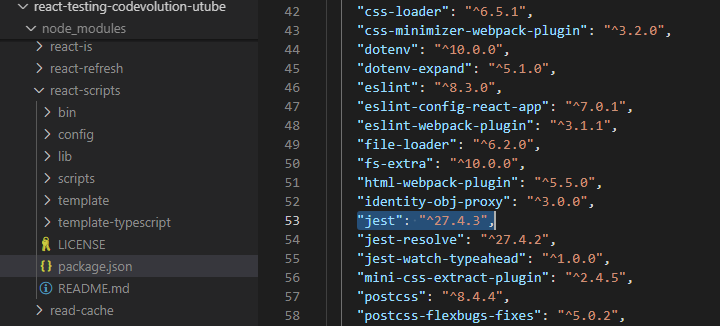 react-testing-codevolution-utube
node_modules
react-is
react-refresh
react-scripts
bin
config
lib
scripts
template
template-typescript
LICENSE
{} package.json
README.md
read-cache
42 "css-loader": "^6.5.1",
43 "css-minimizer-webpack-plugin": "^3.2.0",
44 "dotenv": "^10.0.0",
45 "dotenv-expand": "^5.1.0",
46 "eslint": "^8.3.0",
47 "eslint-config-react-app": "^7.0.1",
48 "eslint-webpack-plugin": "^3.1.1",
49 "file-loader": "^6.2.0",
50 "fs-extra": "^10.0.0",
51 "html-webpack-plugin": "^5.5.0",
52 "identity-obj-proxy": "^3.0.0",
53 "jest": "^27.4.3",
54 "jest-resolve": "^27.4.2",
55 "jest-watch-typeahead": "^1.0.0",
56 "mini-css-extract-plugin": "^2.4.5",
57 "postcss": "^8.4.4",
58 "postcss-flexbugs-fixes": "^5.0.2",